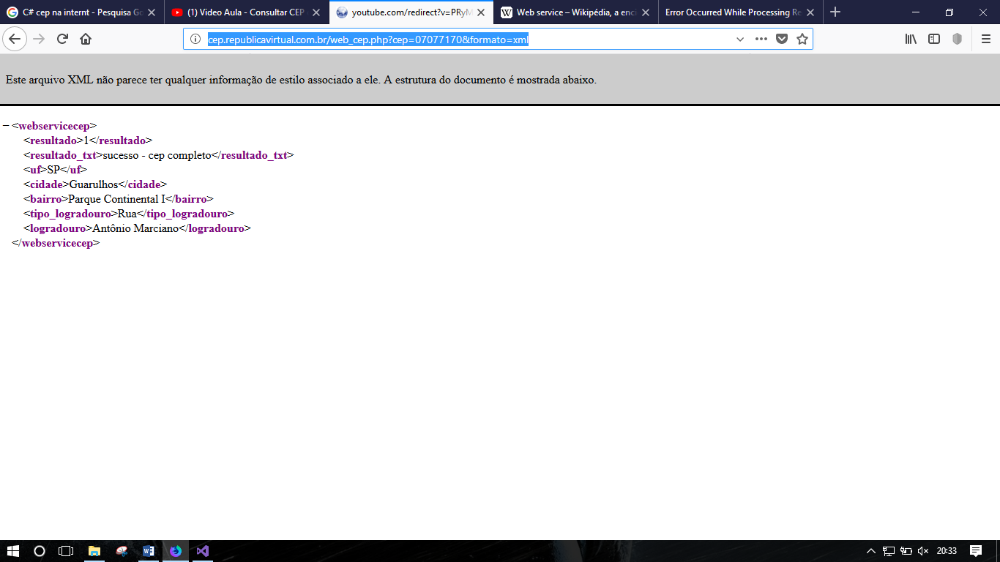 C# cep na internt - Pesquisa Go
(1) Video Aula - Consultar CEP
youtube.com/redirect?v=PRyM
Web service – Wikipédia, a enci
Error Occurred While Processing Re
cep.republicavirtual.com.br/web_cep.php?cep=07077170&formato=xml
Este arquivo XML não parece ter qualquer informação de estilo associado a ele. A estrutura do documento é mostrada abaixo.
−<webservicecep>
<resultado>1</resultado>
<resultado_txt>sucesso - cep completo</resultado_txt>
<uf>SP</uf>
<cidade>Guarulhos</cidade>
<bairro>Parque Continental I</bairro>
<tipo_logradouro>Rua</tipo_logradouro>
<logradouro>Antônio Marciano</logradouro>
</webservicecep>
20:33